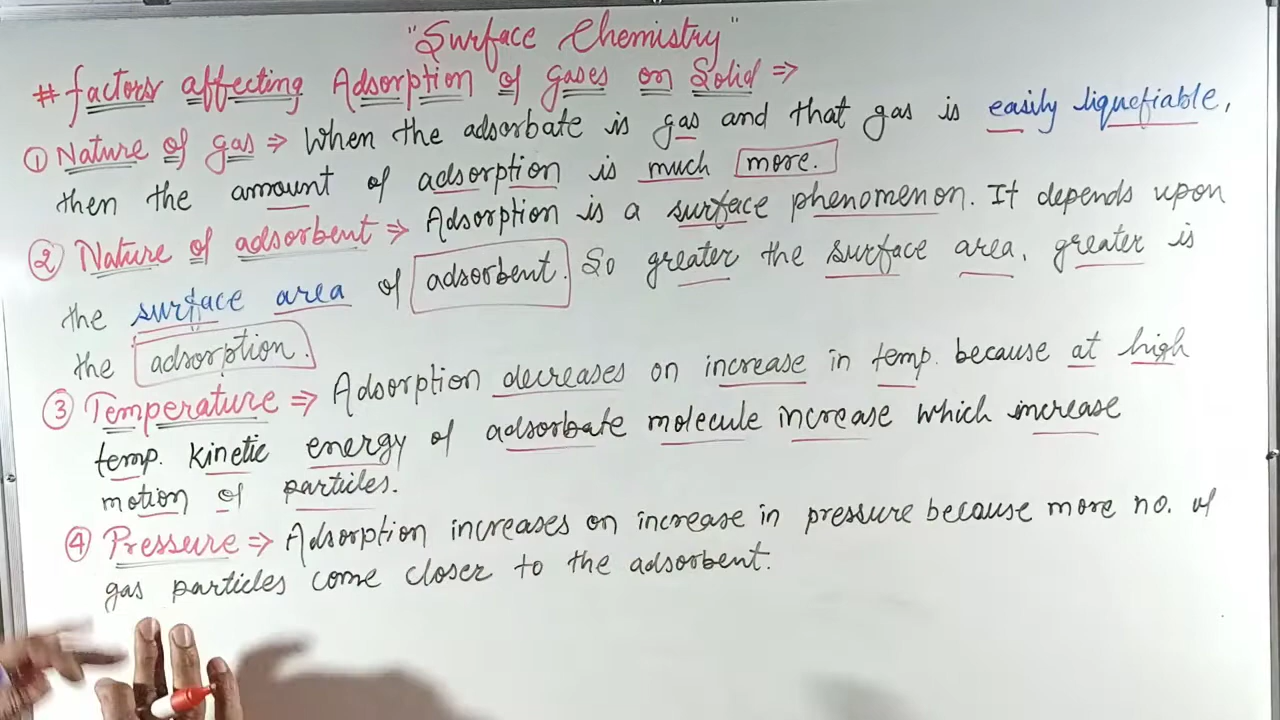 "Surface Chemistry"
# factors affecting Adsorption of gases on Solid ⇒
① Nature of gas ⇒ When the adsorbate is gas and that gas is easily liquefiable,
then the amount of adsorption is much more.
② Nature of adsorbent ⇒ Adsorption is a surface phenomenon. It depends upon
the surface area of adsorbent. So greater the surface area, greater is
the adsorption.
③ Temperature ⇒ Adsorption decreases on increase in temp. because at high
temp. kinetic energy of adsorbate molecule increase which increase
motion of particles.
④ Pressure ⇒ Adsorption increases on increase in pressure because more no. of
gas particles come closer to the adsorbent.